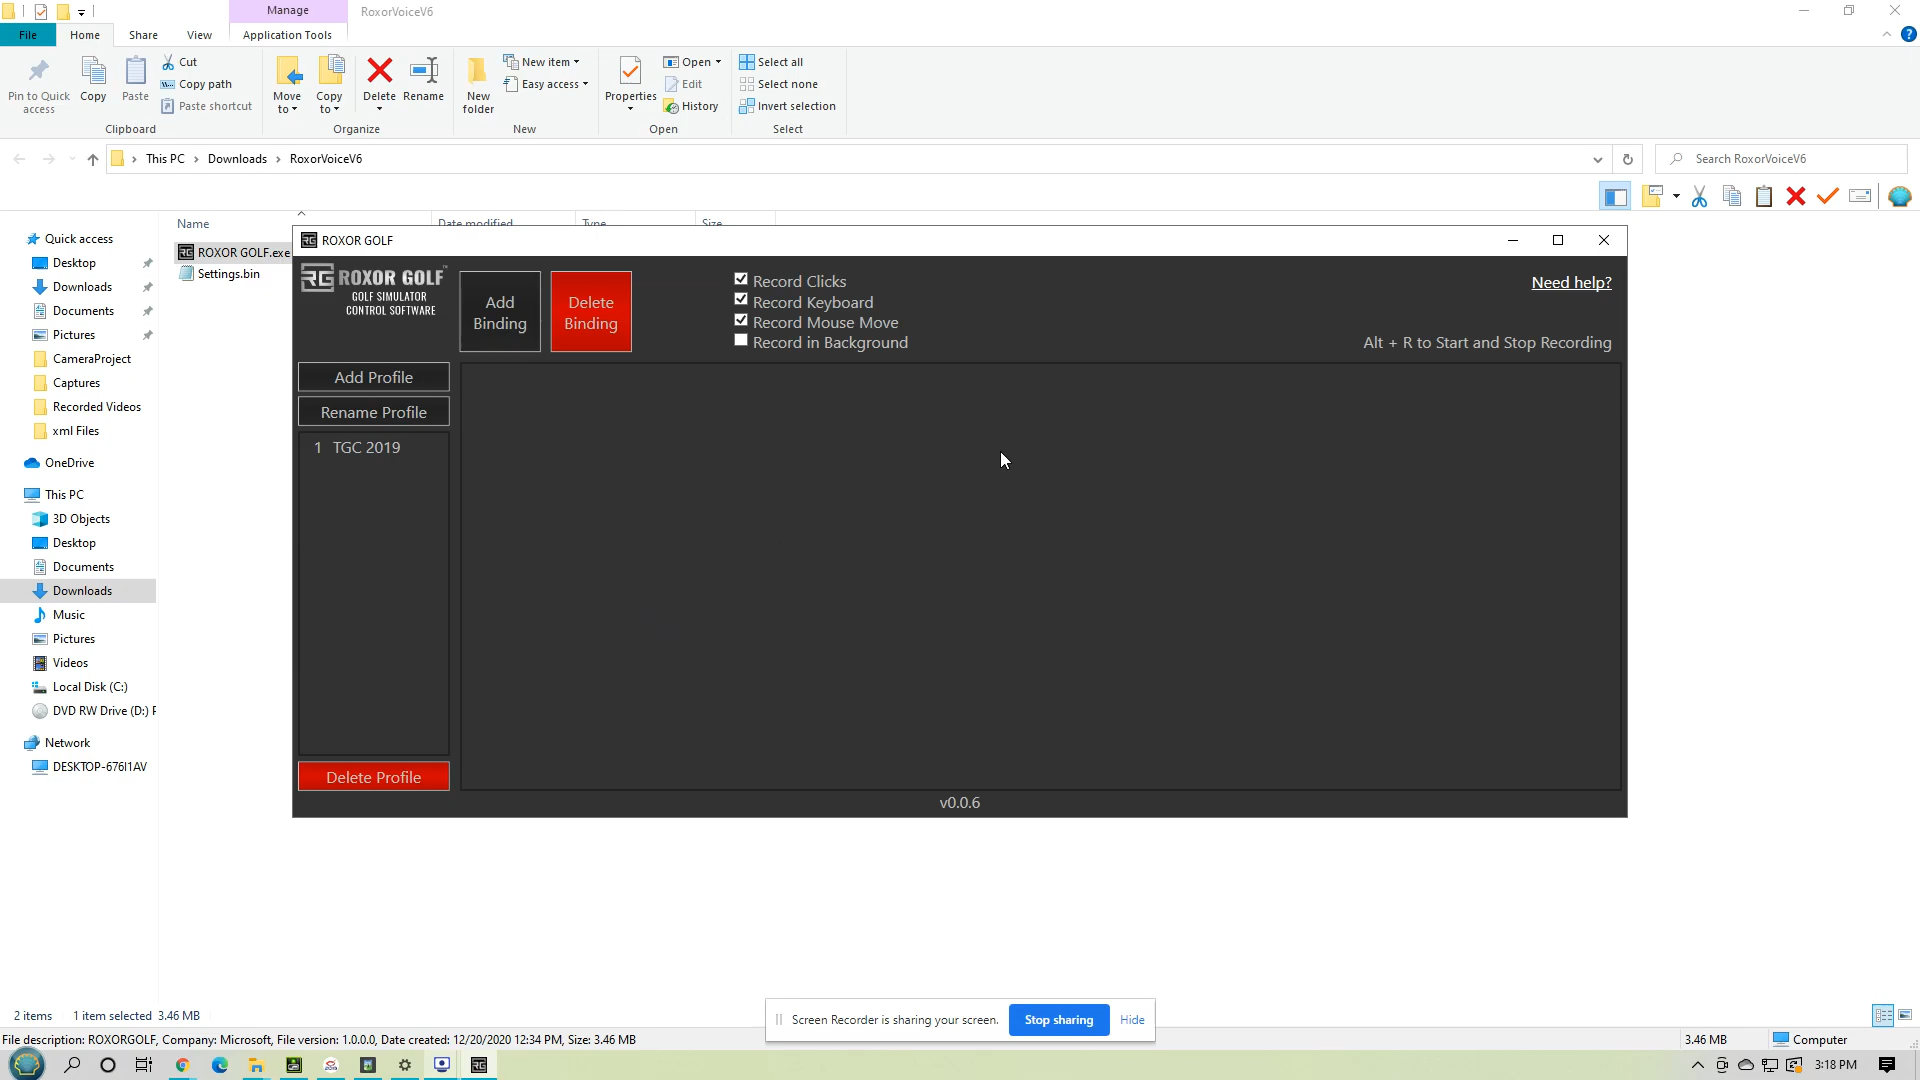 Manage
RoxorVoiceV6
File
Home
Share
View
Application Tools
Pin to Quick access
Copy
Paste
Cut
Copy path
Paste shortcut
Move to
Copy to
Delete
Rename
New folder
New item
Easy access
Properties
Open
Edit
History
Select all
Select none
Invert selection
Clipboard
Organize
New
Open
Select
This PC > Downloads > RoxorVoiceV6
Search RoxorVoiceV6
Name
Date modified
Type
Size
Quick access
Desktop
Downloads
Documents
Pictures
CameraProject
Captures
Recorded Videos
xml Files
OneDrive
This PC
3D Objects
Desktop
Documents
Downloads
Music
Pictures
Videos
Local Disk (C:)
DVD RW Drive (D:)
Network
DESKTOP-676I1AV
ROXOR GOLF.exe
Settings.bin
ROXOR GOLF
RG ROXOR GOLF
GOLF SIMULATOR
CONTROL SOFTWARE
Add Binding
Delete Binding
Record Clicks
Record Keyboard
Record Mouse Move
Record in Background
Need help?
Alt + R to Start and Stop Recording
Add Profile
Rename Profile
1 TGC 2019
Delete Profile
v0.0.6
2 items
1 item selected 3.46 MB
Screen Recorder is sharing your screen.
Stop sharing
Hide
File description: ROXORGOLF, Company: Microsoft, File version: 1.0.0.0, Date created: 12/20/2020 12:34 PM, Size: 3.46 MB
3.46 MB
Computer
3:18 PM